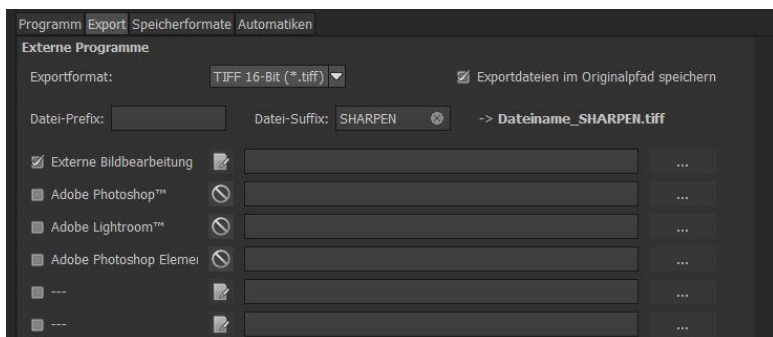 Programm Export Speicherformate Automatiken
Externe Programme
Exportformat: TIFF 16-Bit (*.tiff) Exportdateien im Originalpfad speichern
Datei-Prefix: Datei-Suffix: SHARPEN -> Dateiname_SHARPEN.tiff
Externe Bildbearbeitung ...
Adobe Photoshop™ ...
Adobe Lightroom™ ...
Adobe Photoshop Elemer ...
--- ...
--- ...